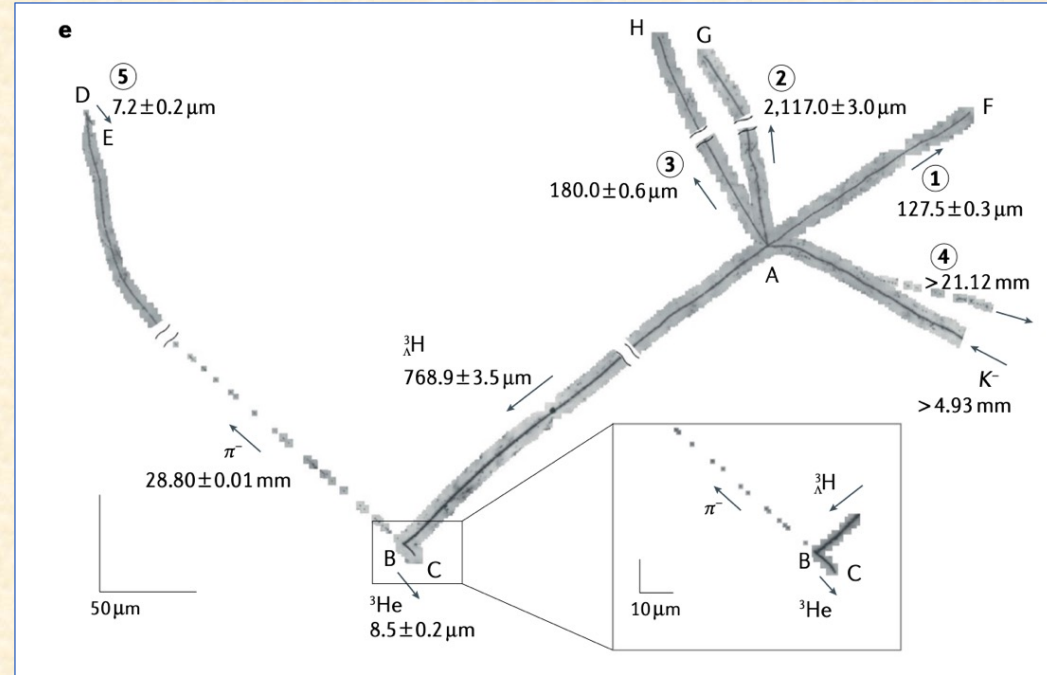 e
H
G
D
⑤
7.2±0.2 μm
E
②
2,117.0±3.0 μm
F
③
180.0±0.6 μm
①
127.5±0.3 μm
A
④
>21.12 mm
K⁻
>4.93 mm
³ΛH
768.9±3.5 μm
π⁻
28.80±0.01 mm
B
C
³He
8.5±0.2 μm
50 μm
³ΛH
π⁻
B
C
³He
10 μm